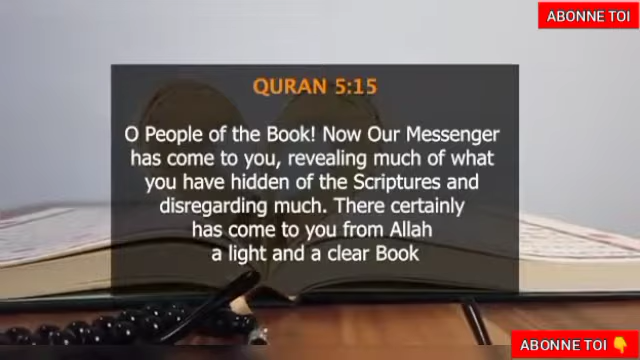 ABONNE TOI
QURAN 5:15
O People of the Book! Now Our Messenger
has come to you, revealing much of what
you have hidden of the Scriptures and
disregarding much. There certainly
has come to you from Allah
a light and a clear Book
ABONNE TOI 👇